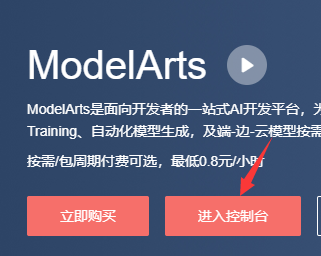 ModelArts
ModelArts是面向开发者的一站式AI开发平台，
Training、自动化模型生成，及端-边-云模型按需
按需/包周期付费可选，最低0.8元/小时
立即购买
进入控制台